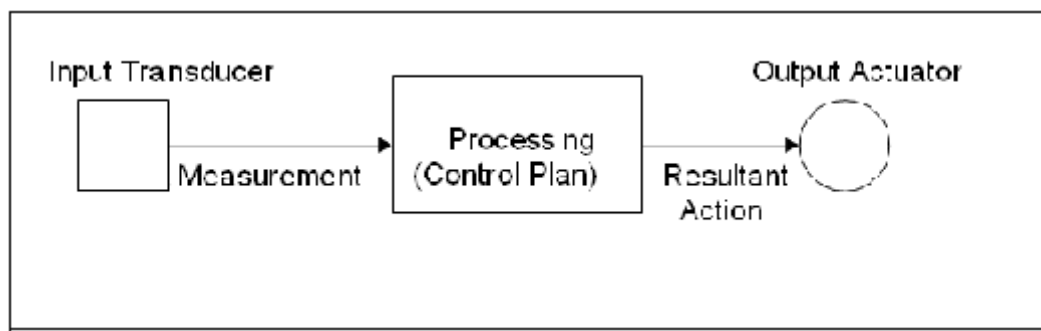 Input Transducer
Output Actuator
Processing
(Control Plan)
Measurement
Resultant
Action